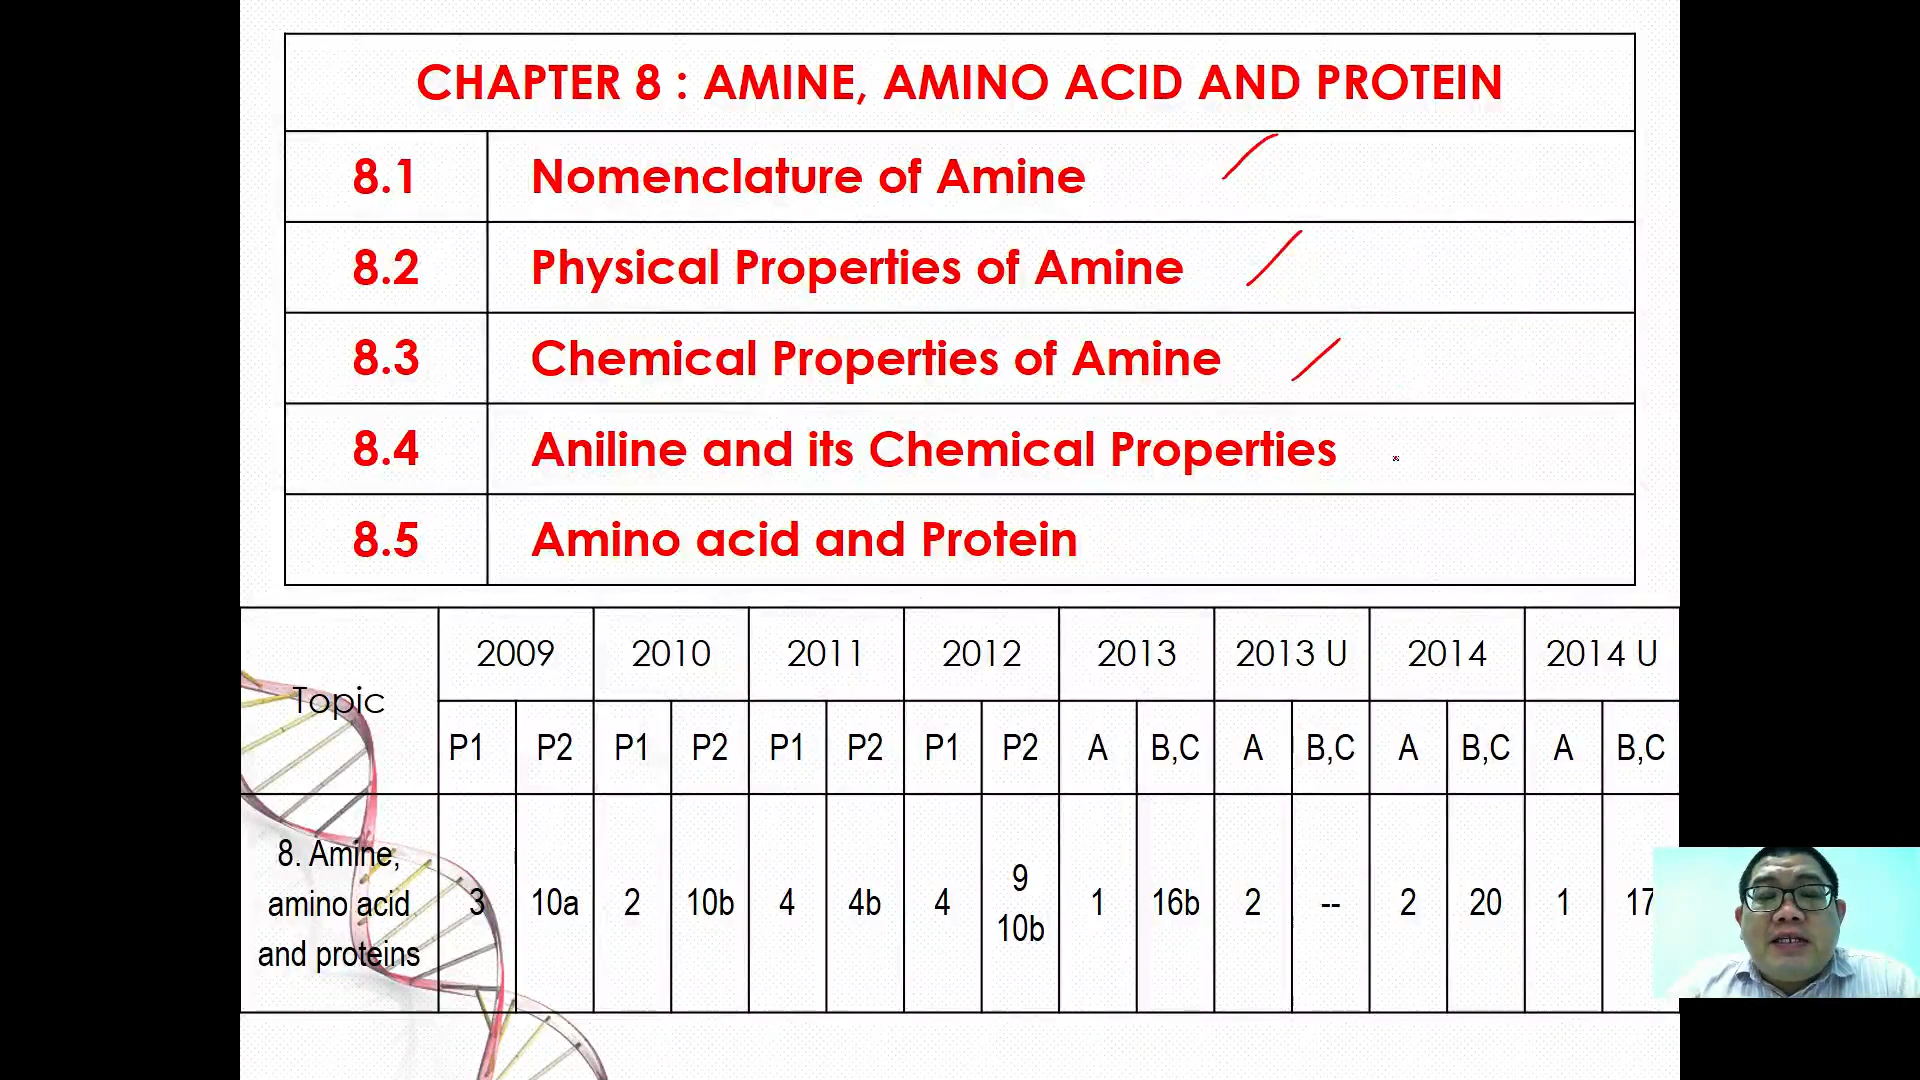 CHAPTER 8 : AMINE, AMINO ACID AND PROTEIN
8.1 Nomenclature of Amine
8.2 Physical Properties of Amine
8.3 Chemical Properties of Amine
8.4 Aniline and its Chemical Properties
8.5 Amino acid and Protein
Topic 2009 2010 2011 2012 2013 2013 U 2014 2014 U
P1 P2 P1 P2 P1 P2 P1 P2 A B,C A B,C A B,C A B,C
8. Amine,
amino acid
and proteins
3 10a 2 10b 4 4b 4 9
10b
1 16b 2 -- 2 20 1 17